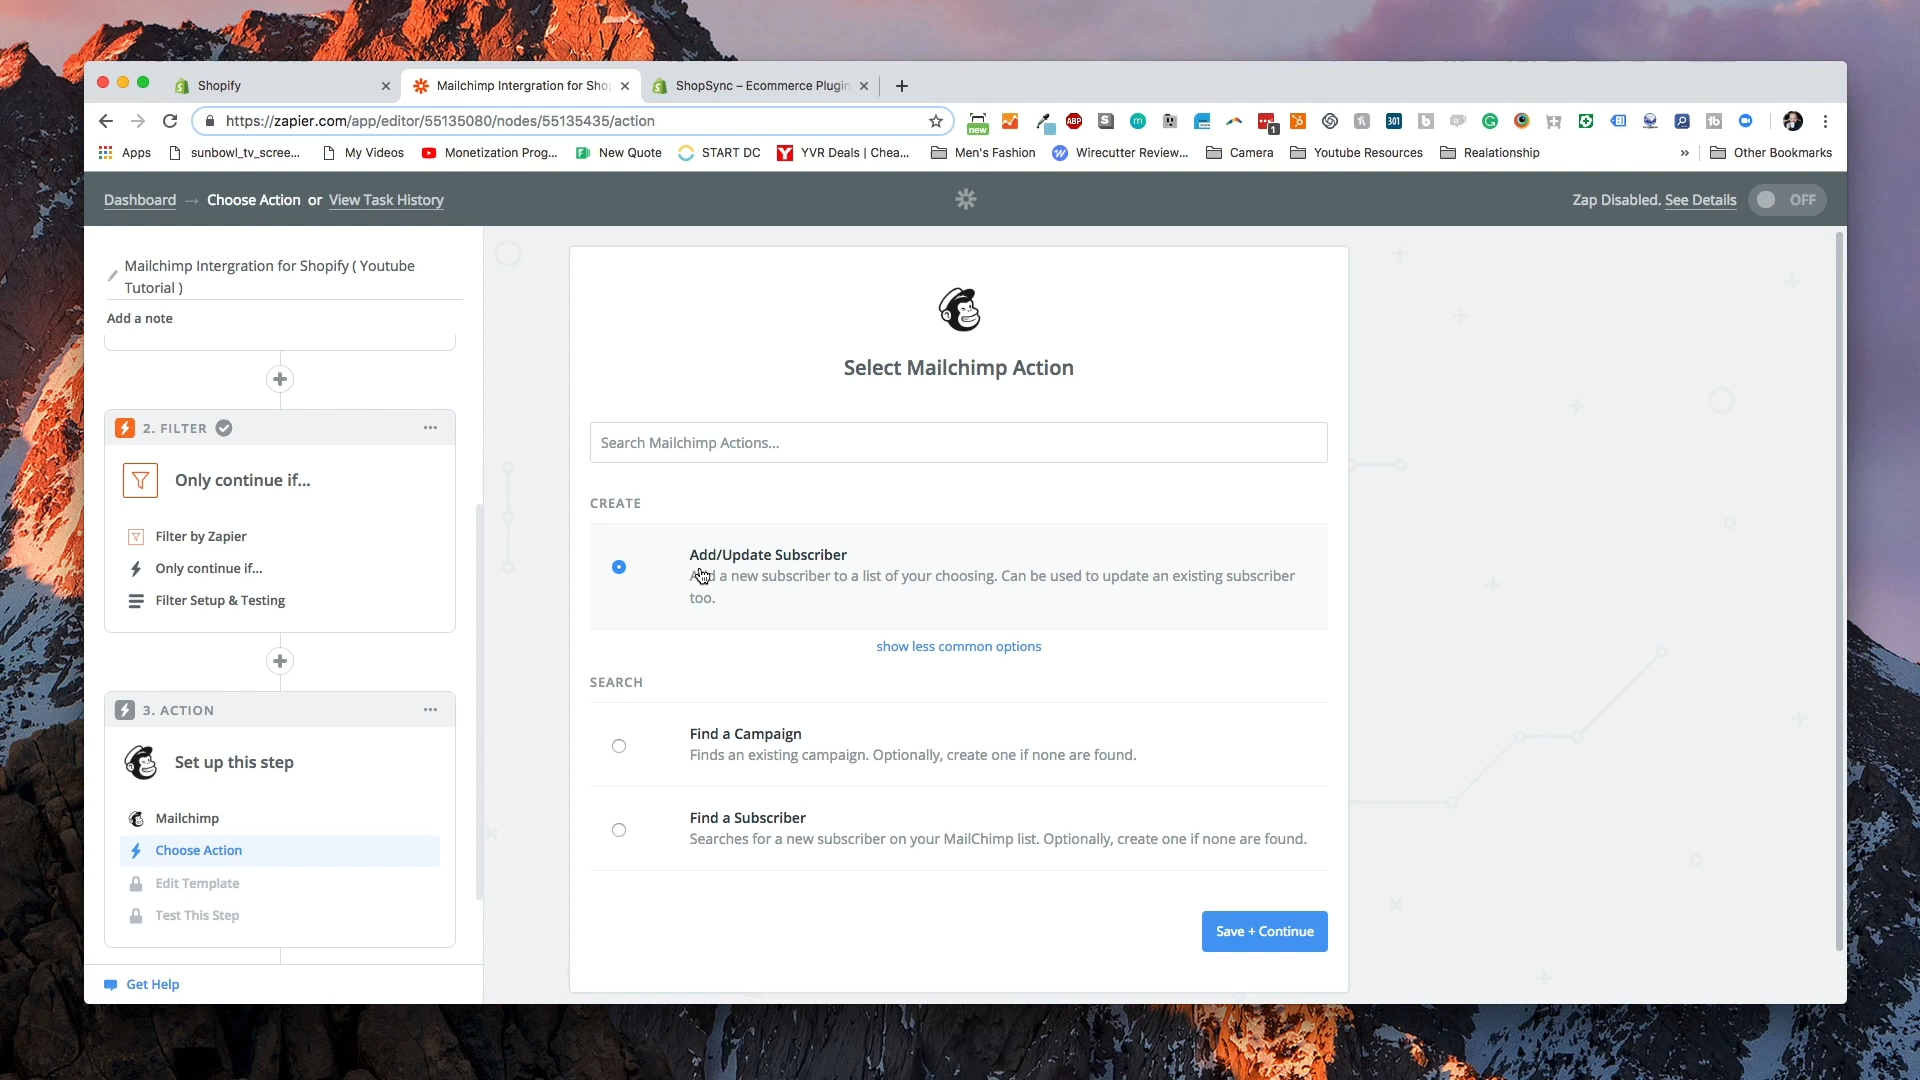 Shopify
Mailchimp Intergration for Sho
ShopSync – Ecommerce Plugin
https://zapier.com/app/editor/55135080/nodes/55135435/action
new
ABP
S
m
1
301
b
Apps
sunbowl_tv_scree...
My Videos
Monetization Prog...
New Quote
START DC
YVR Deals | Chea...
Men's Fashion
Wirecutter Review...
Camera
Youtube Resources
Realationship
»
Other Bookmarks
Dashboard → Choose Action or View Task History
Zap Disabled. See Details
OFF
Mailchimp Intergration for Shopify ( Youtube
Tutorial )
Add a note
2. FILTER
Only continue if...
Filter by Zapier
Only continue if...
Filter Setup & Testing
3. ACTION
Set up this step
Mailchimp
Choose Action
Edit Template
Test This Step
Get Help
Select Mailchimp Action
Search Mailchimp Actions...
CREATE
Add/Update Subscriber
Add a new subscriber to a list of your choosing. Can be used to update an existing subscriber
too.
show less common options
SEARCH
Find a Campaign
Finds an existing campaign. Optionally, create one if none are found.
Find a Subscriber
Searches for a new subscriber on your MailChimp list. Optionally, create one if none are found.
Save + Continue